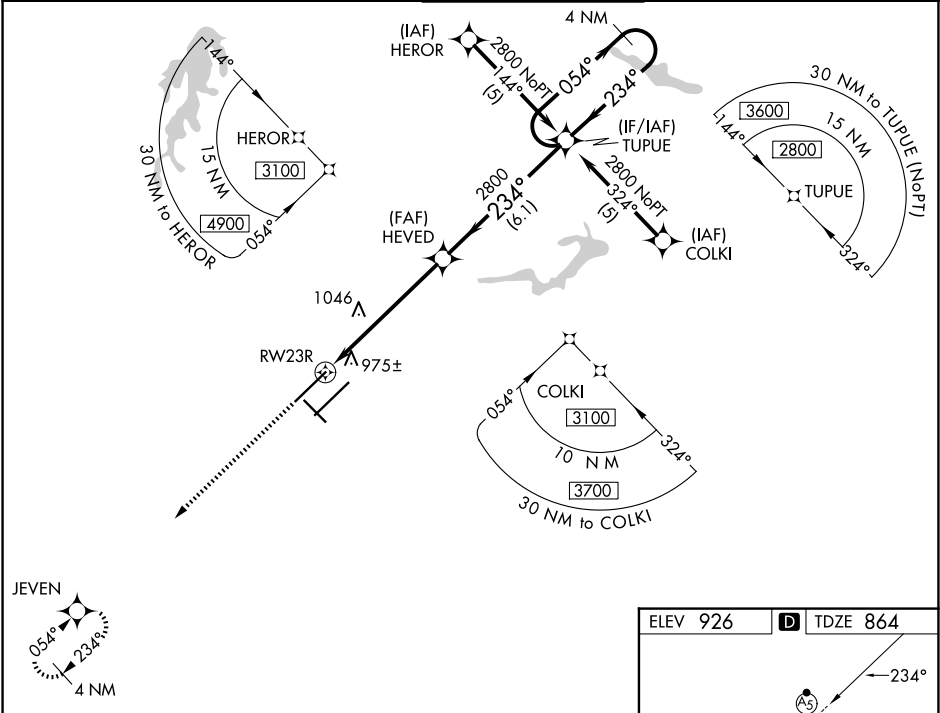 (IAF)
HEROR
2800 NoPT
144°
(5)
4 NM
054°
234°
(IF/IAF)
TUPUE
2800 NoPT
324°
(5)
(IAF)
COLKI
2800
234°
(6.1)
(FAF)
HEVED
1046
975±
RW23R
144°
HEROR
3100
15 NM
4900
054°
30 NM to HEROR
30 NM to TUPUE (NoPT)
3600
15 NM
2800
144°
TUPUE
324°
054°
COLKI
3100
324°
10 NM
3700
30 NM to COLKI
JEVEN
054°
234°
4 NM
ELEV 926 D TDZE 864
234°
A5